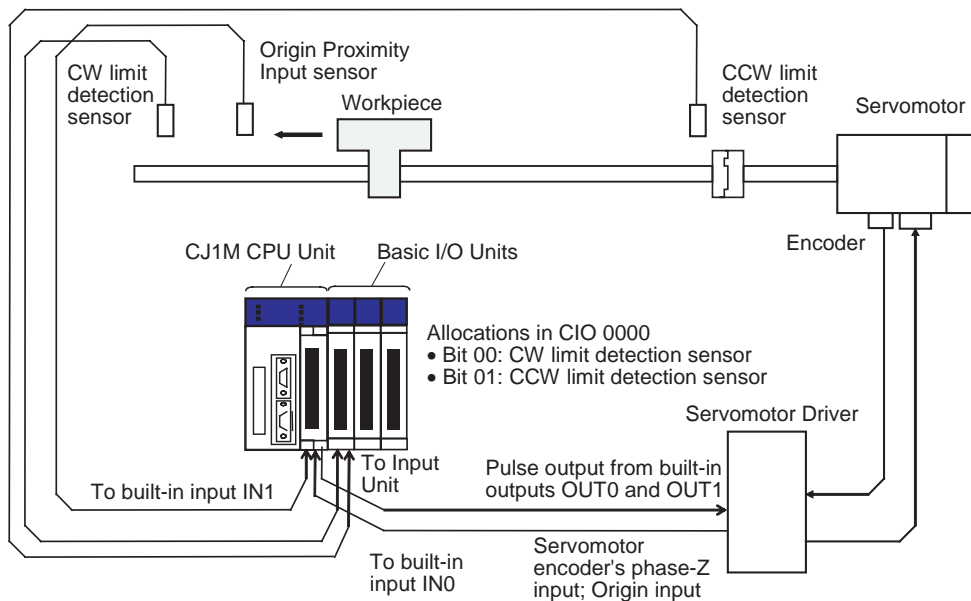 CW limit
detection
sensor
Origin Proximity
Input sensor
Workpiece
CCW limit
detection
sensor
Servomotor
Encoder
CJ1M CPU Unit
Basic I/O Units
Allocations in CIO 0000
• Bit 00: CW limit detection sensor
• Bit 01: CCW limit detection sensor
Servomotor Driver
To Input
Unit
To built-in input IN1
Pulse output from built-in
outputs OUT0 and OUT1
To built-in
input IN0
Servomotor
encoder's phase-Z
input; Origin input